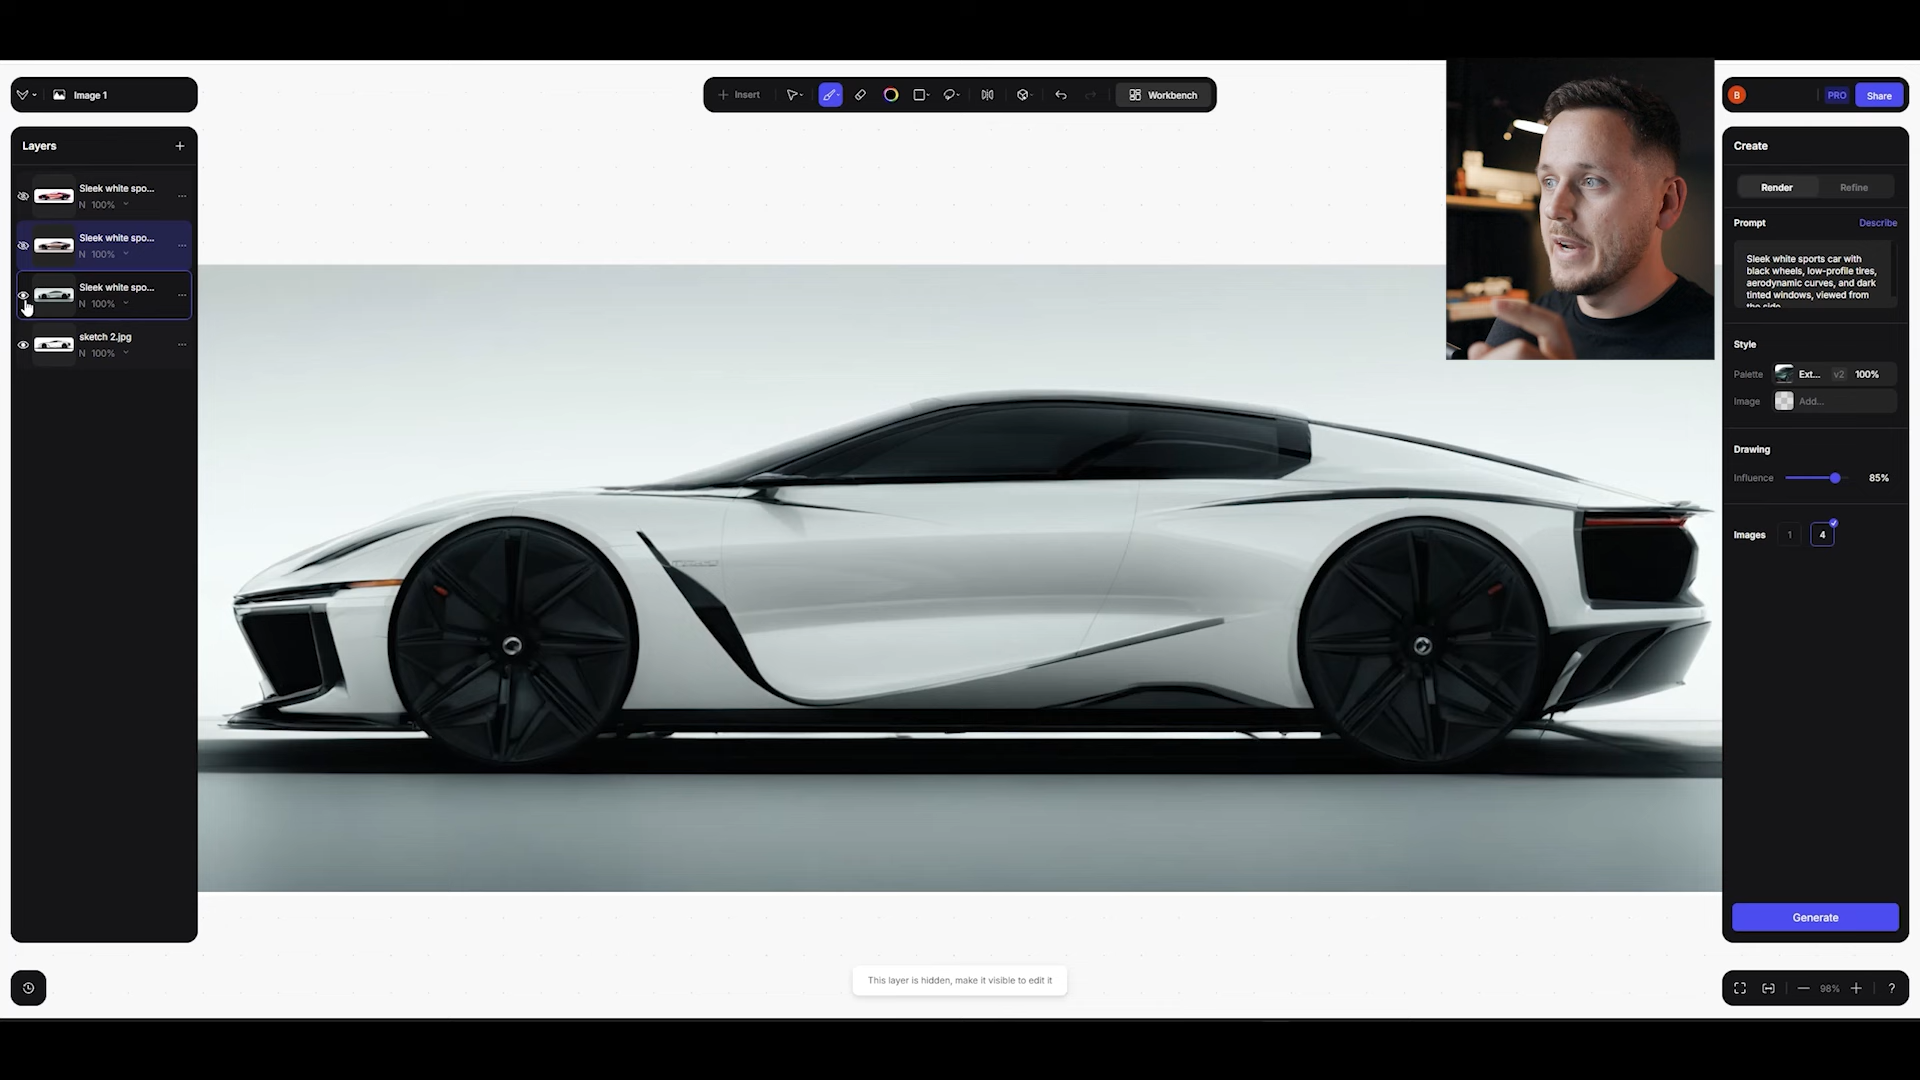 Image 1
Insert
Workbench
B
PRO
Share
Layers
Sleek white spo...
N 100%
Sleek white spo...
N 100%
Sleek white spo...
N 100%
sketch 2.jpg
N 100%
Create
Render
Refine
Prompt
Describe
Sleek white sports car with
black wheels, low-profile tires,
aerodynamic curves, and dark
tinted windows, viewed from
the side
Style
Palette
Ext...
v2
100%
Image
Add...
Drawing
Influence
85%
Images
1
4
Generate
This layer is hidden, make it visible to edit it
98%
?